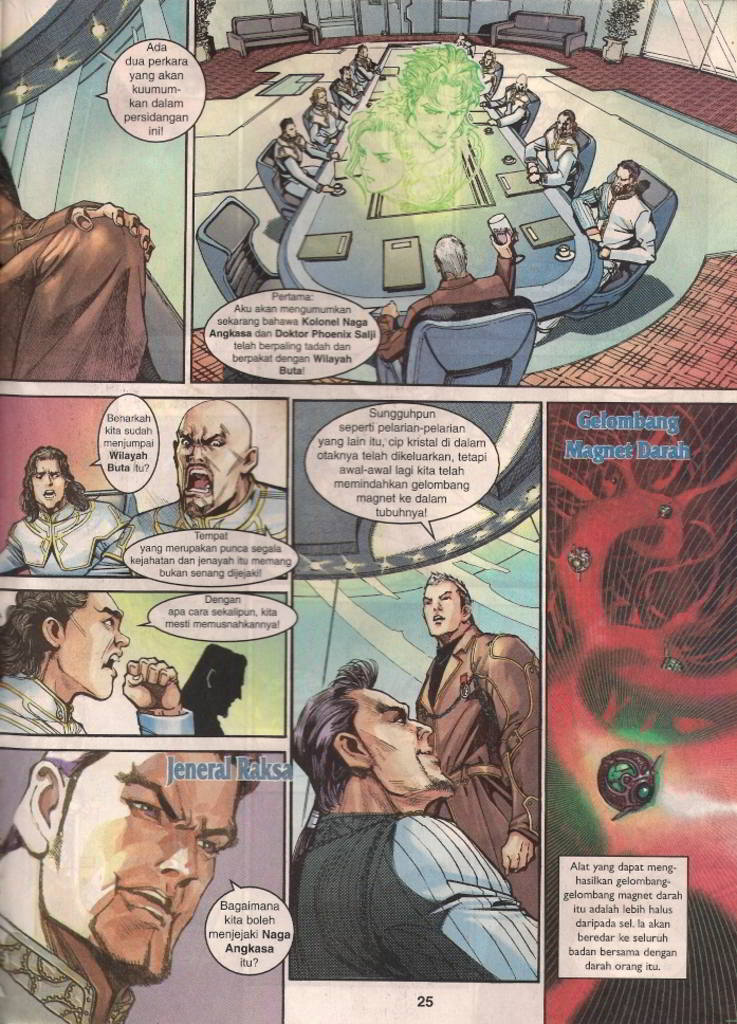 Ada
dua perkara
yang akan
kuumum-
kan dalam
persidangan
ini!
Pertama:
Aku akan mengumumkan
sekarang bahawa Kolonel Naga
Angkasa dan Doktor Phoenix Salji
telah berpaling tadah dan
berpakat dengan Wilayah
Buta!
Benarkah
kita sudah
menjumpai
Wilayah
Buta itu?
Tempat
yang merupakan punca segala
kejahatan dan jenayah itu memang
bukan senang dijejaki!
Dengan
apa cara sekalipun, kita
mesti memusnahkannya!
Jeneral Raksa
Bagaimana
kita boleh
menjejaki Naga
Angkasa
itu?
Sungguhpun
seperti pelarian-pelarian
yang lain itu, cip kristal di dalam
otaknya telah dikeluarkan, tetapi
awal-awal lagi kita telah
memindahkan gelombang
magnet ke dalam
tubuhnya!
Gelombang
Magnet Darah
Alat yang dapat meng-
hasilkan gelombang-
gelombang magnet darah
itu adalah lebih halus
daripada sel. Ia akan
beredar ke seluruh
badan bersama dengan
darah orang itu.
25